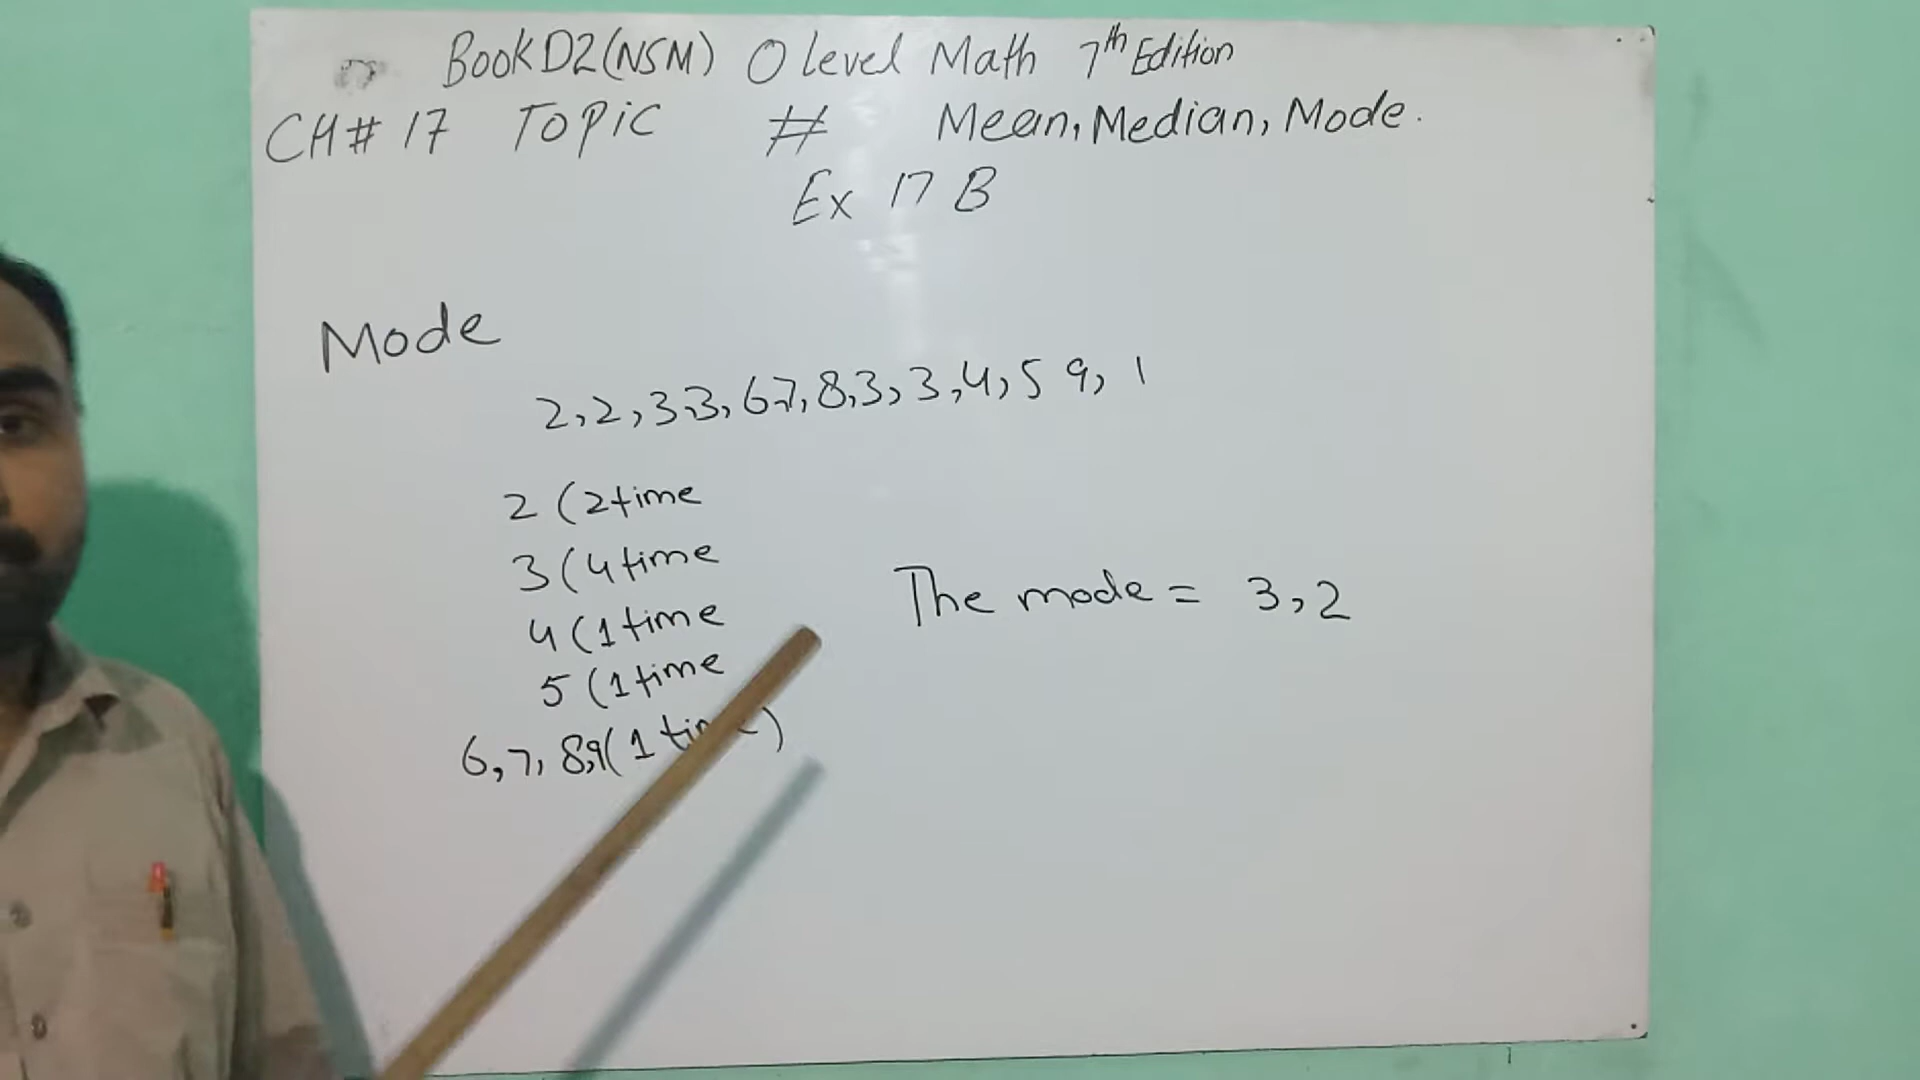 Book D2(NSM) O Level Math 7th Edition
CH# 17 Topic # Mean, Median, Mode.
Ex 17 B
Mode
2,2,3,3,6,7,8,3,3,4,5 9, 1
2 (2time
3 (4 time
4 (1 time
5 (1 time
6,7,8,9(1 time)
The mode = 3,2